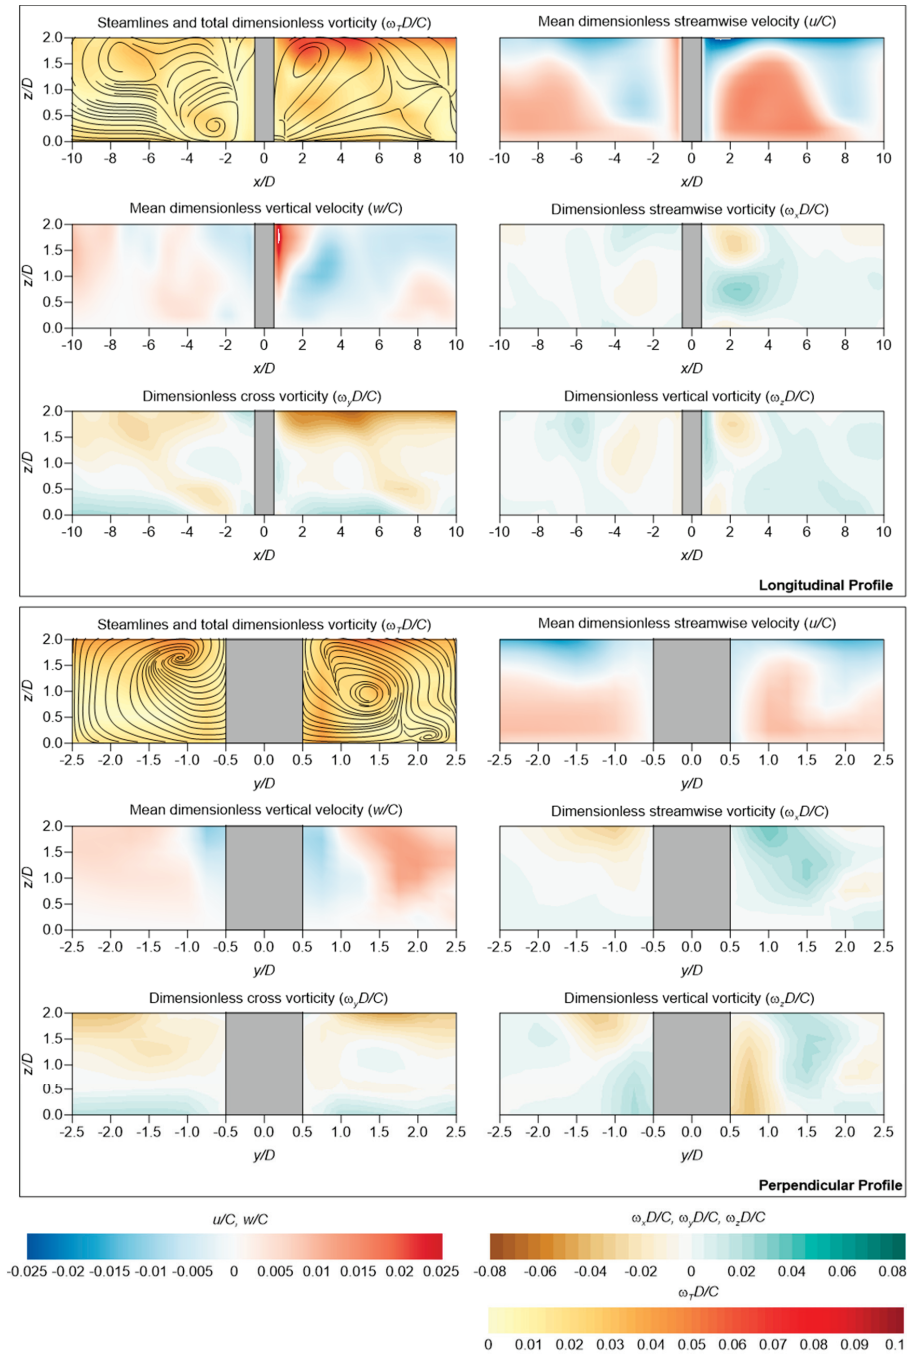 Steamlines and total dimensionless vorticity (ωTD/C)
Mean dimensionless streamwise velocity (u/C)
z/D
2.0
1.5
1.0
0.5
0.0
-10 -8 -6 -4 -2 0 2 4 6 8 10
-10 -8 -6 -4 -2 0 2 4 6 8 10
x/D
x/D
Mean dimensionless vertical velocity (w/C)
Dimensionless streamwise vorticity (ωxD/C)
z/D
2.0
1.5
1.0
0.5
0.0
-10 -8 -6 -4 -2 0 2 4 6 8 10
-10 -8 -6 -4 -2 0 2 4 6 8 10
x/D
x/D
Dimensionless cross vorticity (ωyD/C)
Dimensionless vertical vorticity (ωzD/C)
z/D
2.0
1.5
1.0
0.5
0.0
-10 -8 -6 -4 -2 0 2 4 6 8 10
-10 -8 -6 -4 -2 0 2 4 6 8 10
x/D
x/D
Longitudinal Profile
Steamlines and total dimensionless vorticity (ωTD/C)
Mean dimensionless streamwise velocity (u/C)
z/D
2.0
1.5
1.0
0.5
0.0
-2.5 -2.0 -1.5 -1.0 -0.5 0.0 0.5 1.0 1.5 2.0 2.5
-2.5 -2.0 -1.5 -1.0 -0.5 0.0 0.5 1.0 1.5 2.0 2.5
y/D
y/D
Mean dimensionless vertical velocity (w/C)
Dimensionless streamwise vorticity (ωxD/C)
z/D
2.0
1.5
1.0
0.5
0.0
-2.5 -2.0 -1.5 -1.0 -0.5 0.0 0.5 1.0 1.5 2.0 2.5
-2.5 -2.0 -1.5 -1.0 -0.5 0.0 0.5 1.0 1.5 2.0 2.5
y/D
y/D
Dimensionless cross vorticity (ωyD/C)
Dimensionless vertical vorticity (ωzD/C)
z/D
2.0
1.5
1.0
0.5
0.0
-2.5 -2.0 -1.5 -1.0 -0.5 0.0 0.5 1.0 1.5 2.0 2.5
-2.5 -2.0 -1.5 -1.0 -0.5 0.0 0.5 1.0 1.5 2.0 2.5
y/D
y/D
Perpendicular Profile
u/C, w/C
-0.025 -0.02 -0.015 -0.01 -0.005 0 0.005 0.01 0.015 0.02 0.025
ωxD/C, ωyD/C, ωzD/C
-0.08 -0.06 -0.04 -0.02 0 0.02 0.04 0.06 0.08
ωTD/C
0 0.01 0.02 0.03 0.04 0.05 0.06 0.07 0.08 0.09 0.1